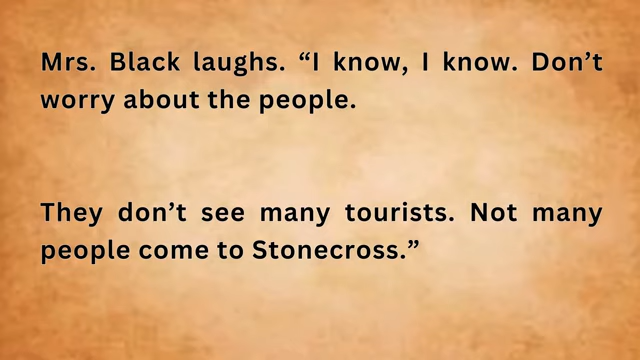 Mrs. Black laughs. “I know, I know. Don’t
worry about the people.
They don’t see many tourists. Not many
people come to Stonecross.”